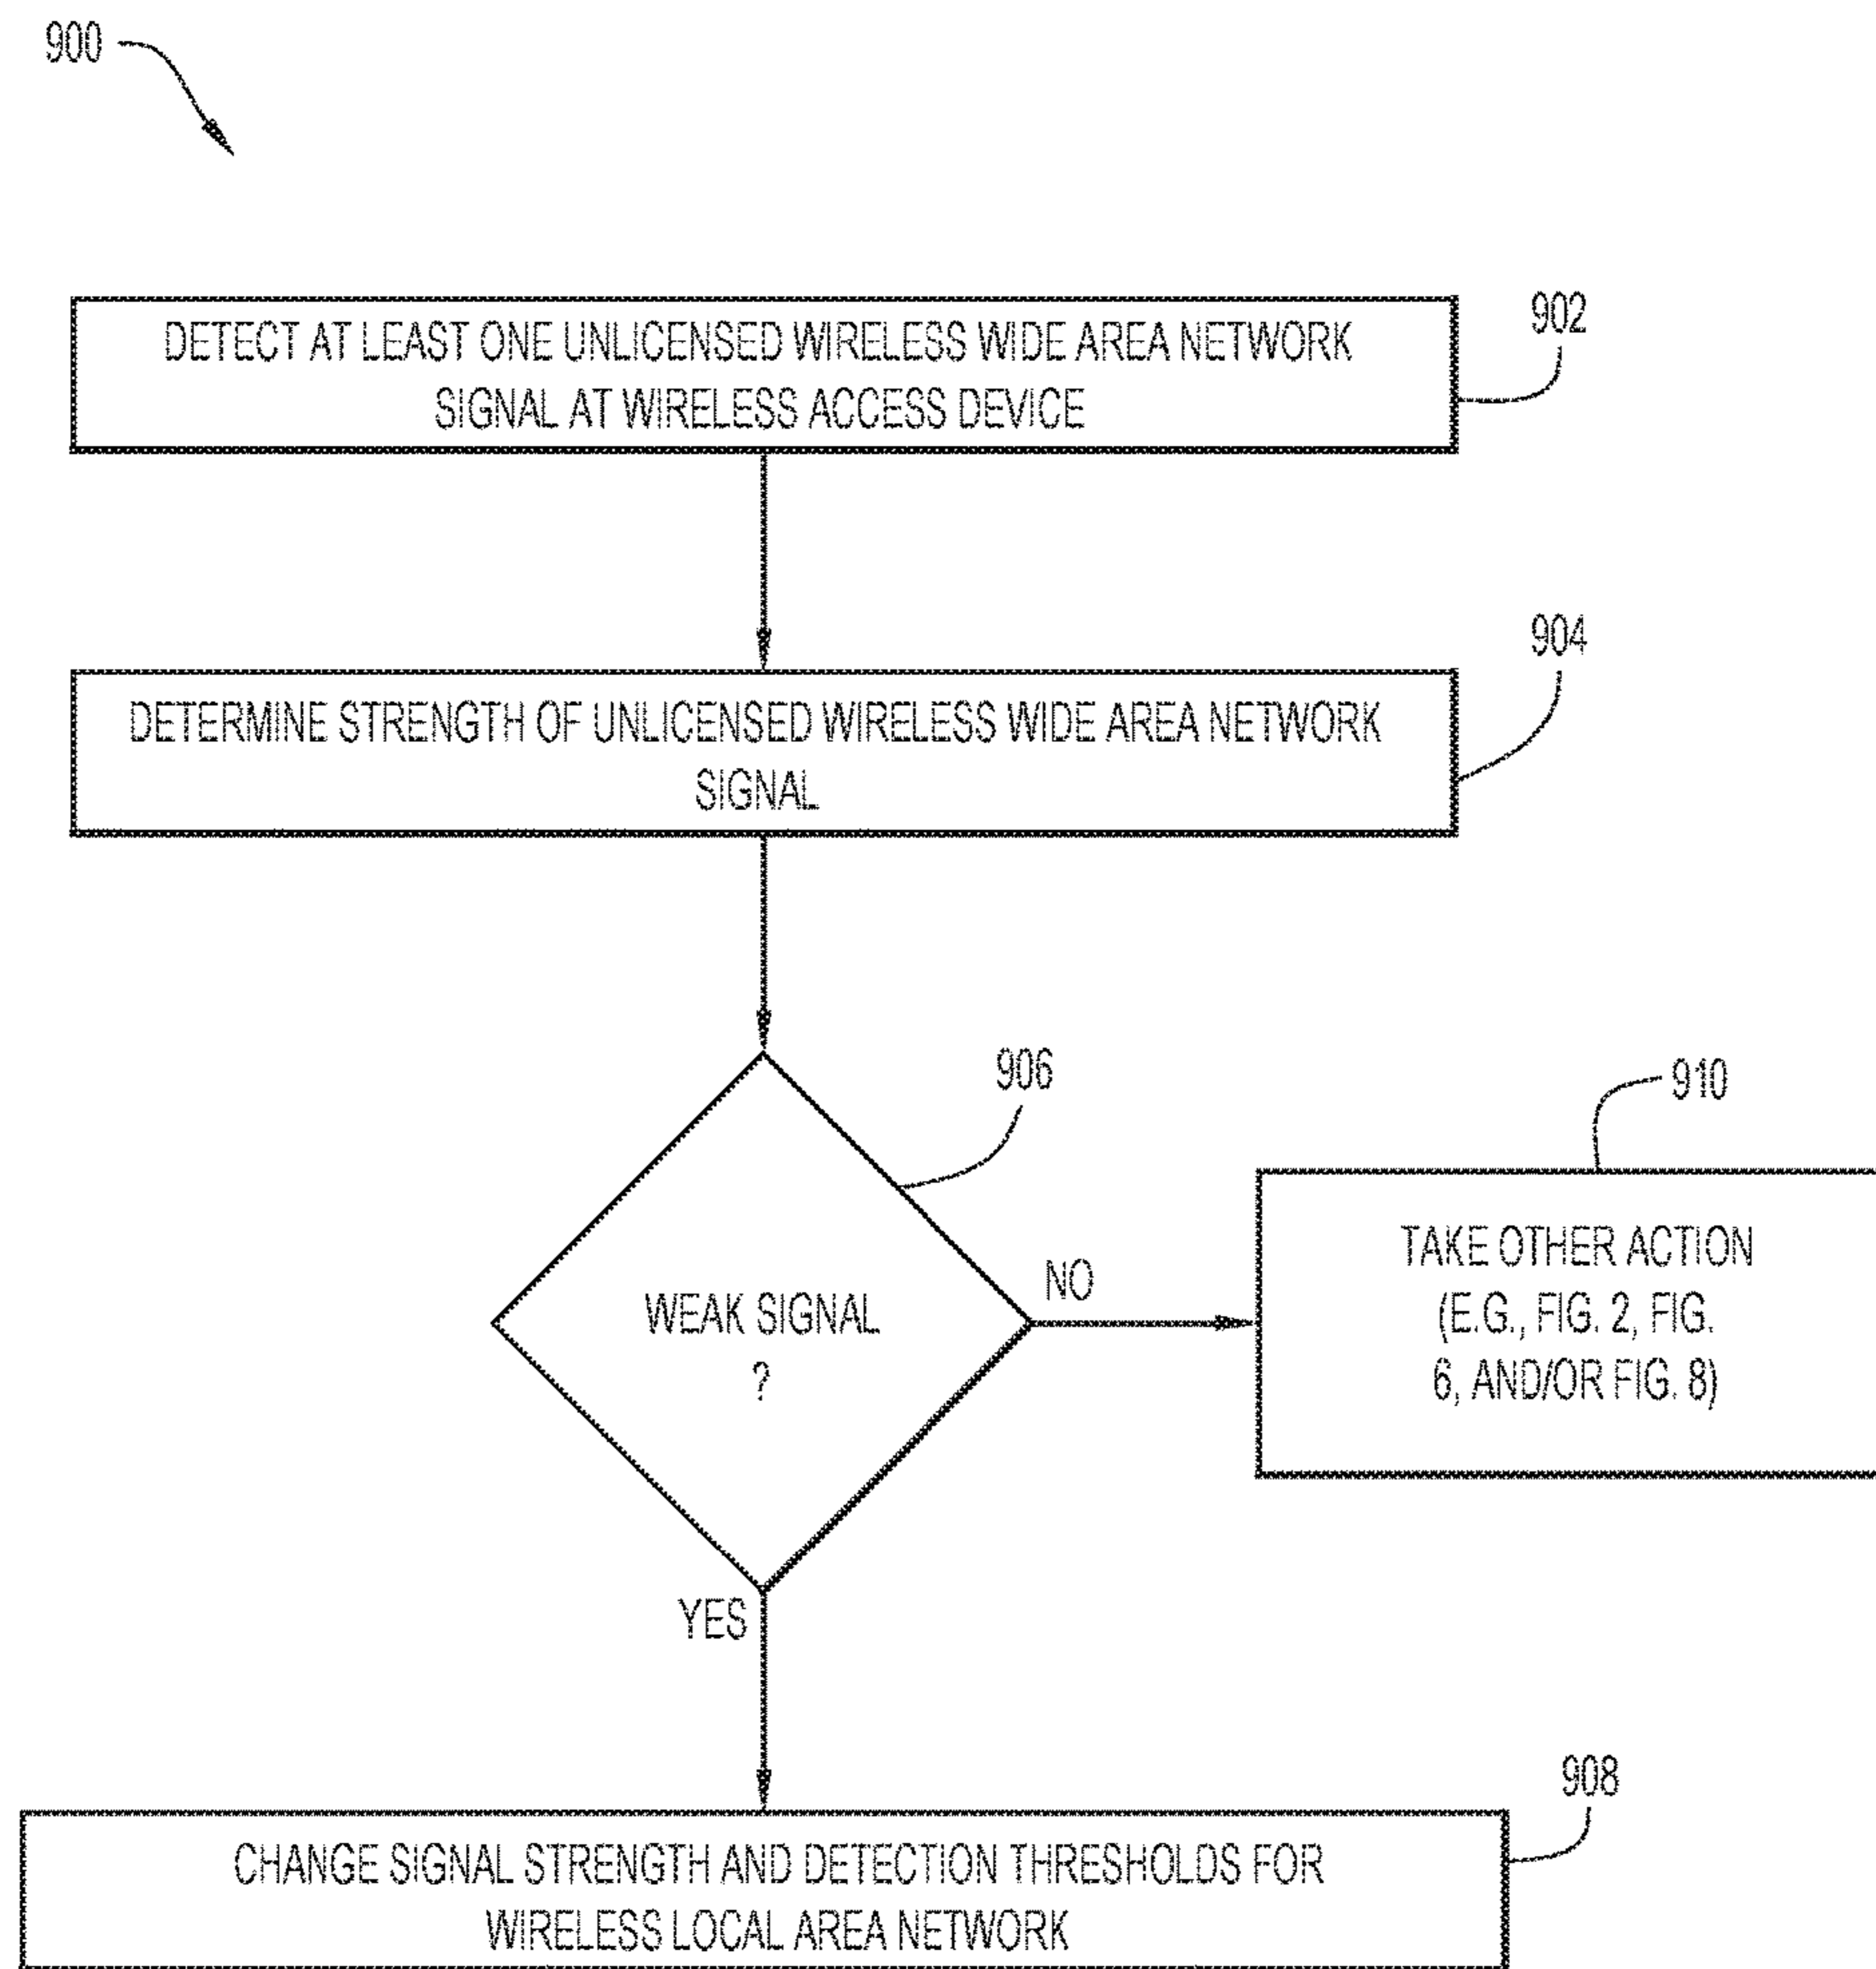 900
DETECT AT LEAST ONE UNLICENSED WIRELESS WIDE AREA NETWORK
SIGNAL AT WIRELESS ACCESS DEVICE
902
DETERMINE STRENGTH OF UNLICENSED WIRELESS WIDE AREA NETWORK
SIGNAL
904
WEAK SIGNAL
?
906
NO
TAKE OTHER ACTION
(E.G., FIG. 2, FIG.
6, AND/OR FIG. 8)
910
YES
CHANGE SIGNAL STRENGTH AND DETECTION THRESHOLDS FOR
WIRELESS LOCAL AREA NETWORK
908